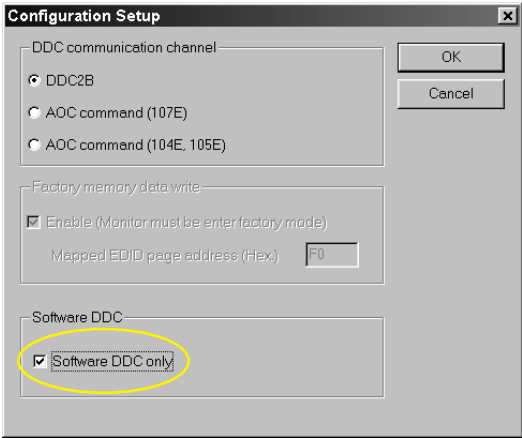 Configuration Setup
DDC communication channel
OK
DDC2B
Cancel
AOC command (107E)
AOC command (104E, 105E)
Factory memory data write
Enable (Monitor must be enter factory mode)
Mapped EDID page address (Hex.) F0
Software DDC
Software DDC only